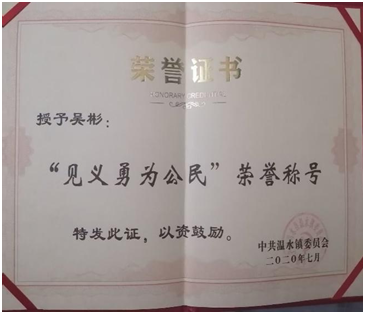 荣誉证书
授予吴彬：
“见义勇为公民”荣誉称号
特发此证，以资鼓励。
中共温水镇委员会
二〇二〇年七月